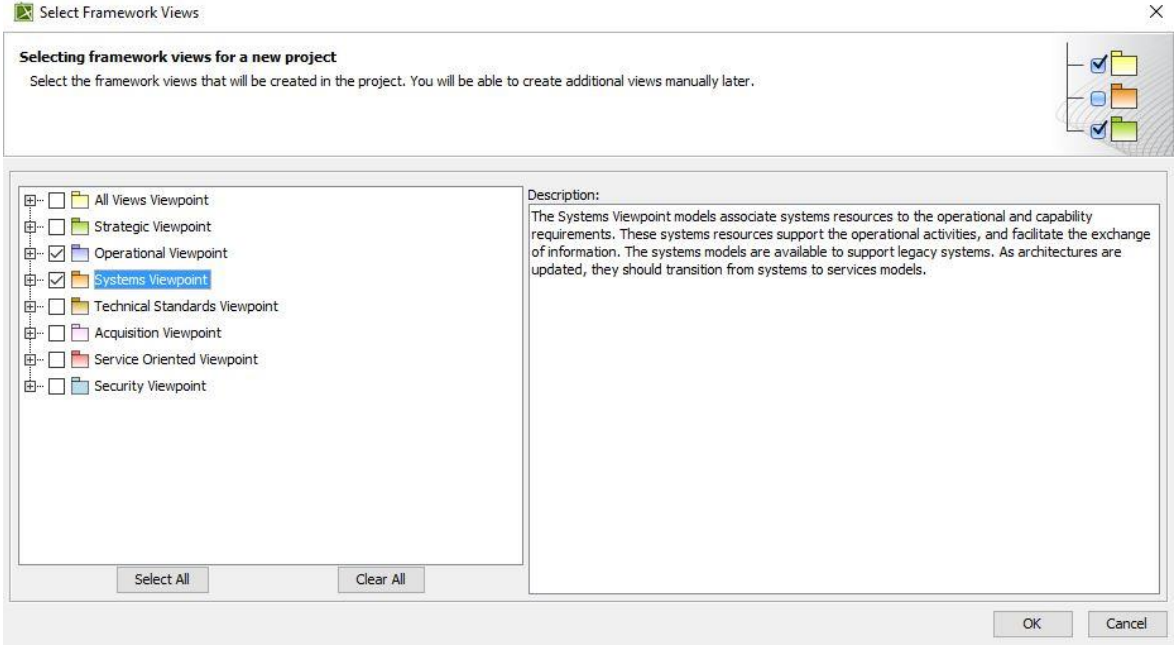 Select Framework Views
Selecting framework views for a new project
Select the framework views that will be created in the project. You will be able to create additional views manually later.
All Views Viewpoint
Strategic Viewpoint
Operational Viewpoint
Systems Viewpoint
Technical Standards Viewpoint
Acquisition Viewpoint
Service Oriented Viewpoint
Security Viewpoint
Select All
Clear All
Description:
The Systems Viewpoint models associate systems resources to the operational and capability
requirements. These systems resources support the operational activities, and facilitate the exchange
of information. The systems models are available to support legacy systems. As architectures are
updated, they should transition from systems to services models.
OK
Cancel